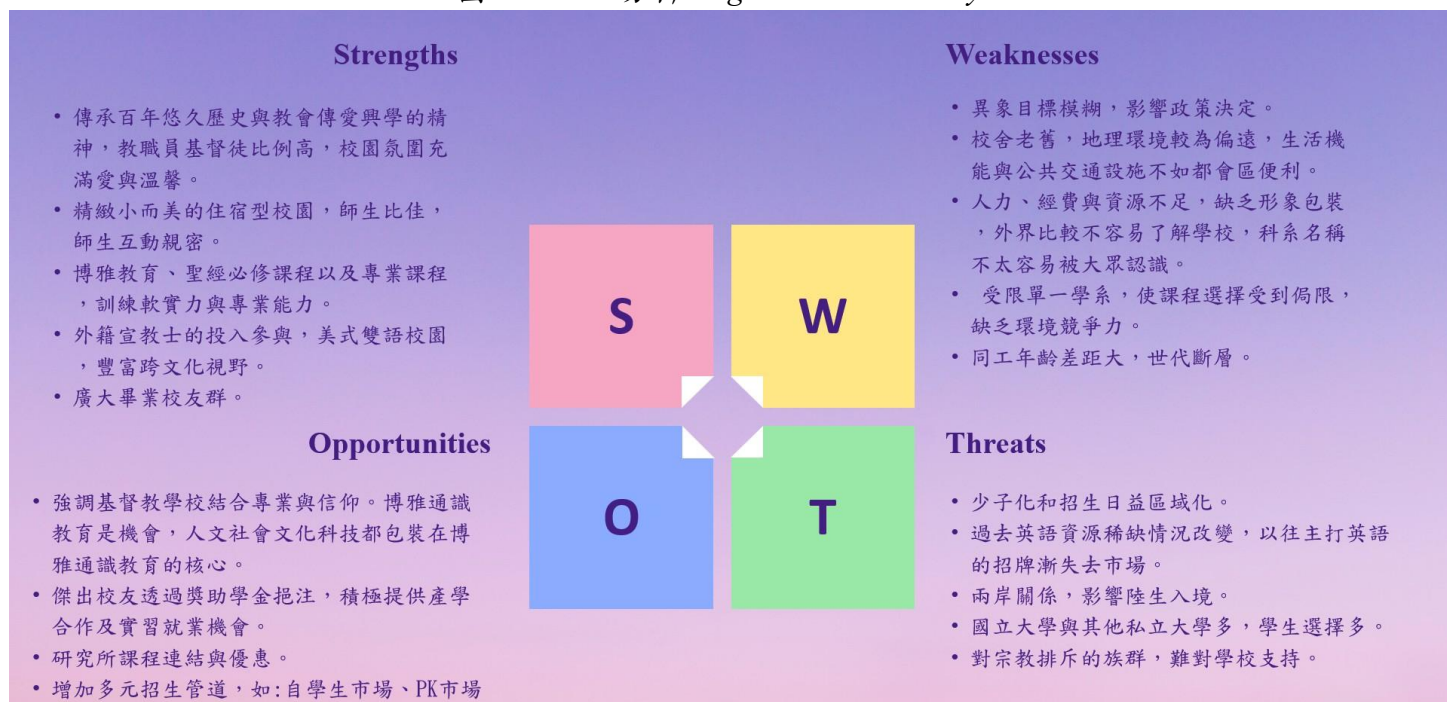 Strengths
• 傳承百年悠久歷史與教會傳愛興學的精
神，教職員基督徒比例高，校園氛圍充
滿愛與溫馨。
• 精緻小而美的住宿型校園，師生比佳，
師生互動親密。
• 博雅教育、聖經必修課程以及專業課程
，訓練軟實力與專業能力。
• 外籍宣教士的投入參與，美式雙語校園
，豐富跨文化視野。
• 廣大畢業校友群。
Weaknesses
• 異象目標模糊，影響政策決定。
• 校舍老舊，地理環境較為偏遠，生活機
能與公共交通設施不如都會區便利。
• 人力、經費與資源不足，缺乏形象包裝
，外界比較不容易了解學校，科系名稱
不太容易被大眾認識。
• 受限單一學系，使課程選擇受到侷限，
缺乏環境競爭力。
• 同工年齡差距大，世代斷層。
S
W
O
T
Opportunities
• 強調基督教學校結合專業與信仰。博雅通識
教育是機會，人文社會文化科技都包裝在博
雅通識教育的核心。
• 傑出校友透過獎助學金挹注，積極提供產學
合作及實習就業機會。
• 研究所課程連結與優惠。
• 增加多元招生管道，如:自學生市場、PK市場
Threats
• 少子化和招生日益區域化。
• 過去英語資源稀缺情況改變，以往主打英語
的招牌漸失去市場。
• 兩岸關係，影響陸生入境。
• 國立大學與其他私立大學多，學生選擇多。
• 對宗教排斥的族群，難對學校支持。